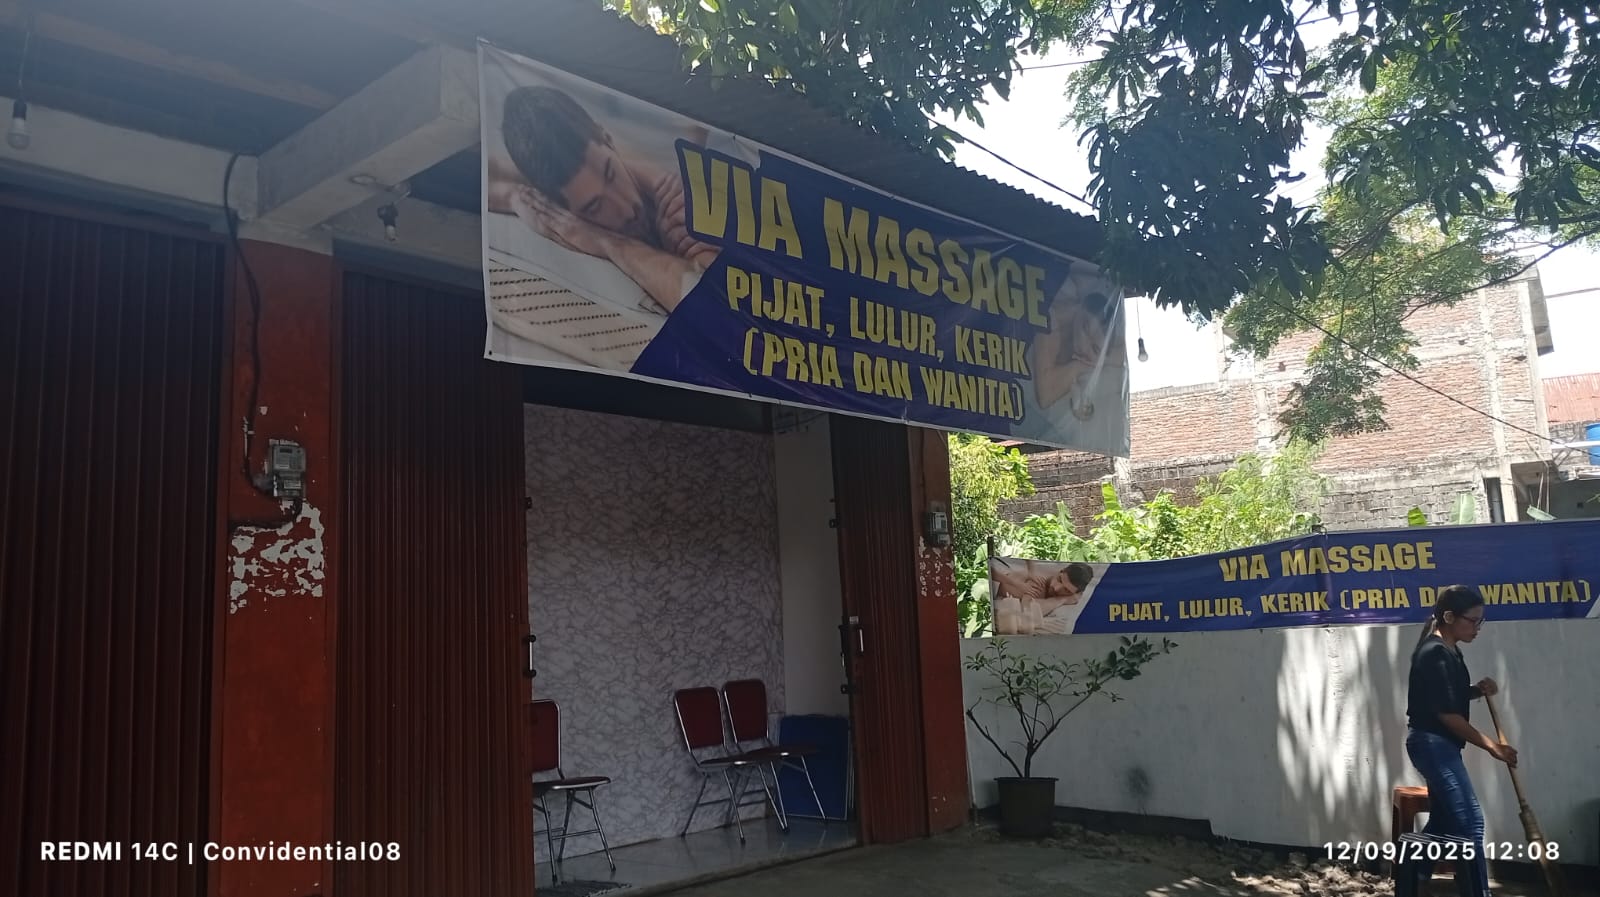 VIA MASSAGE
PIJAT, LULUR, KERIK
(PRIA DAN WANITA)
VIA MASSAGE
PIJAT, LULUR, KERIK (PRIA DAN WANITA)
REDMI 14C | Convidential08
12/09/2025 12:08